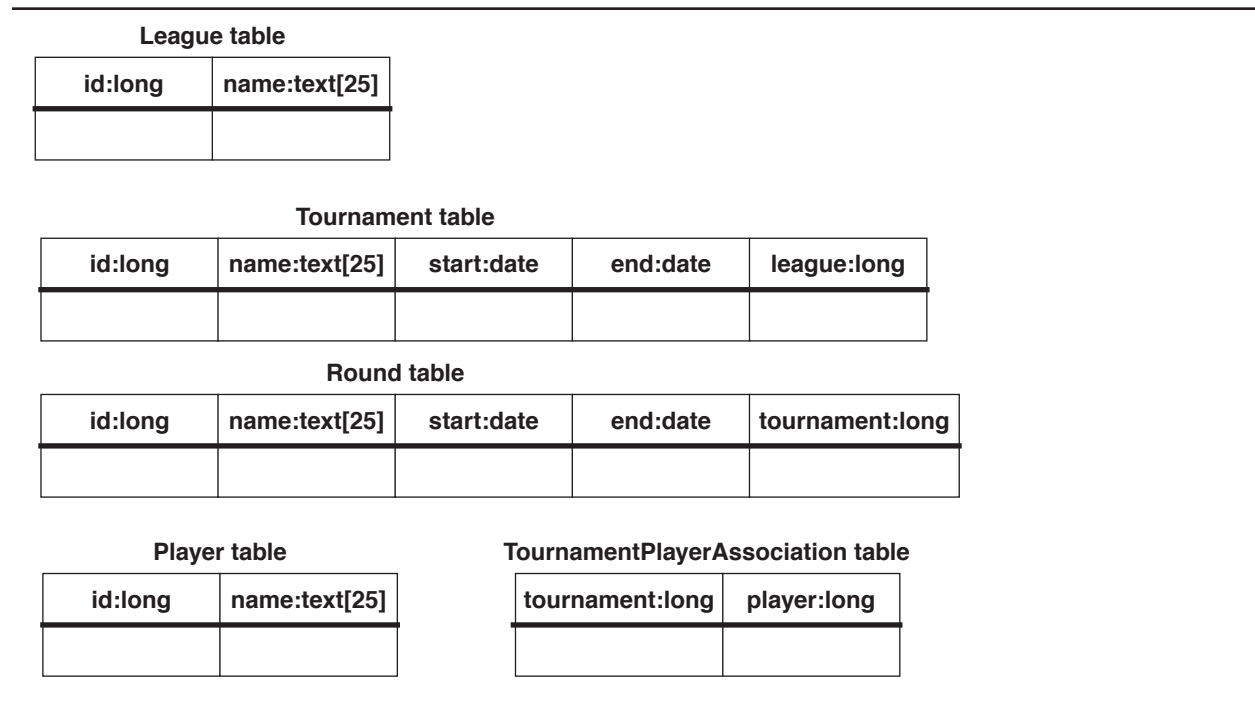 League table
id:long name:text[25]
Tournament table
id:long name:text[25] start:date end:date league:long
Round table
id:long name:text[25] start:date end:date tournament:long
Player table TournamentPlayerAssociation table
id:long name:text[25] tournament:long player:long